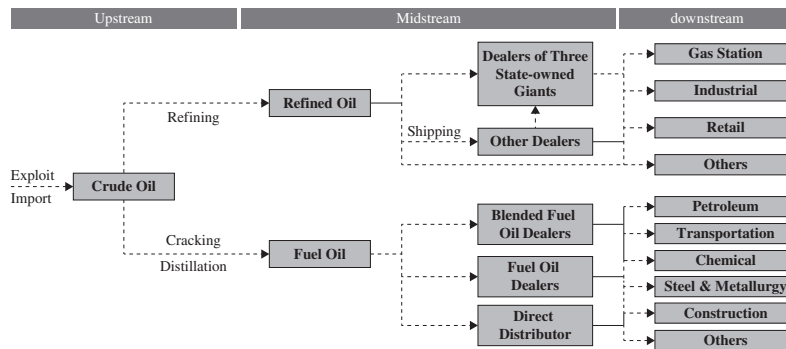 Upstream
Midstream
downstream
Exploit
Import
Crude Oil
Refining
Refined Oil
Shipping
Dealers of Three
State-owned
Giants
Other Dealers
Gas Station
Industrial
Retail
Others
Cracking
Distillation
Fuel Oil
Blended Fuel
Oil Dealers
Fuel Oil
Dealers
Direct
Distributor
Petroleum
Transportation
Chemical
Steel & Metallurgy
Construction
Others